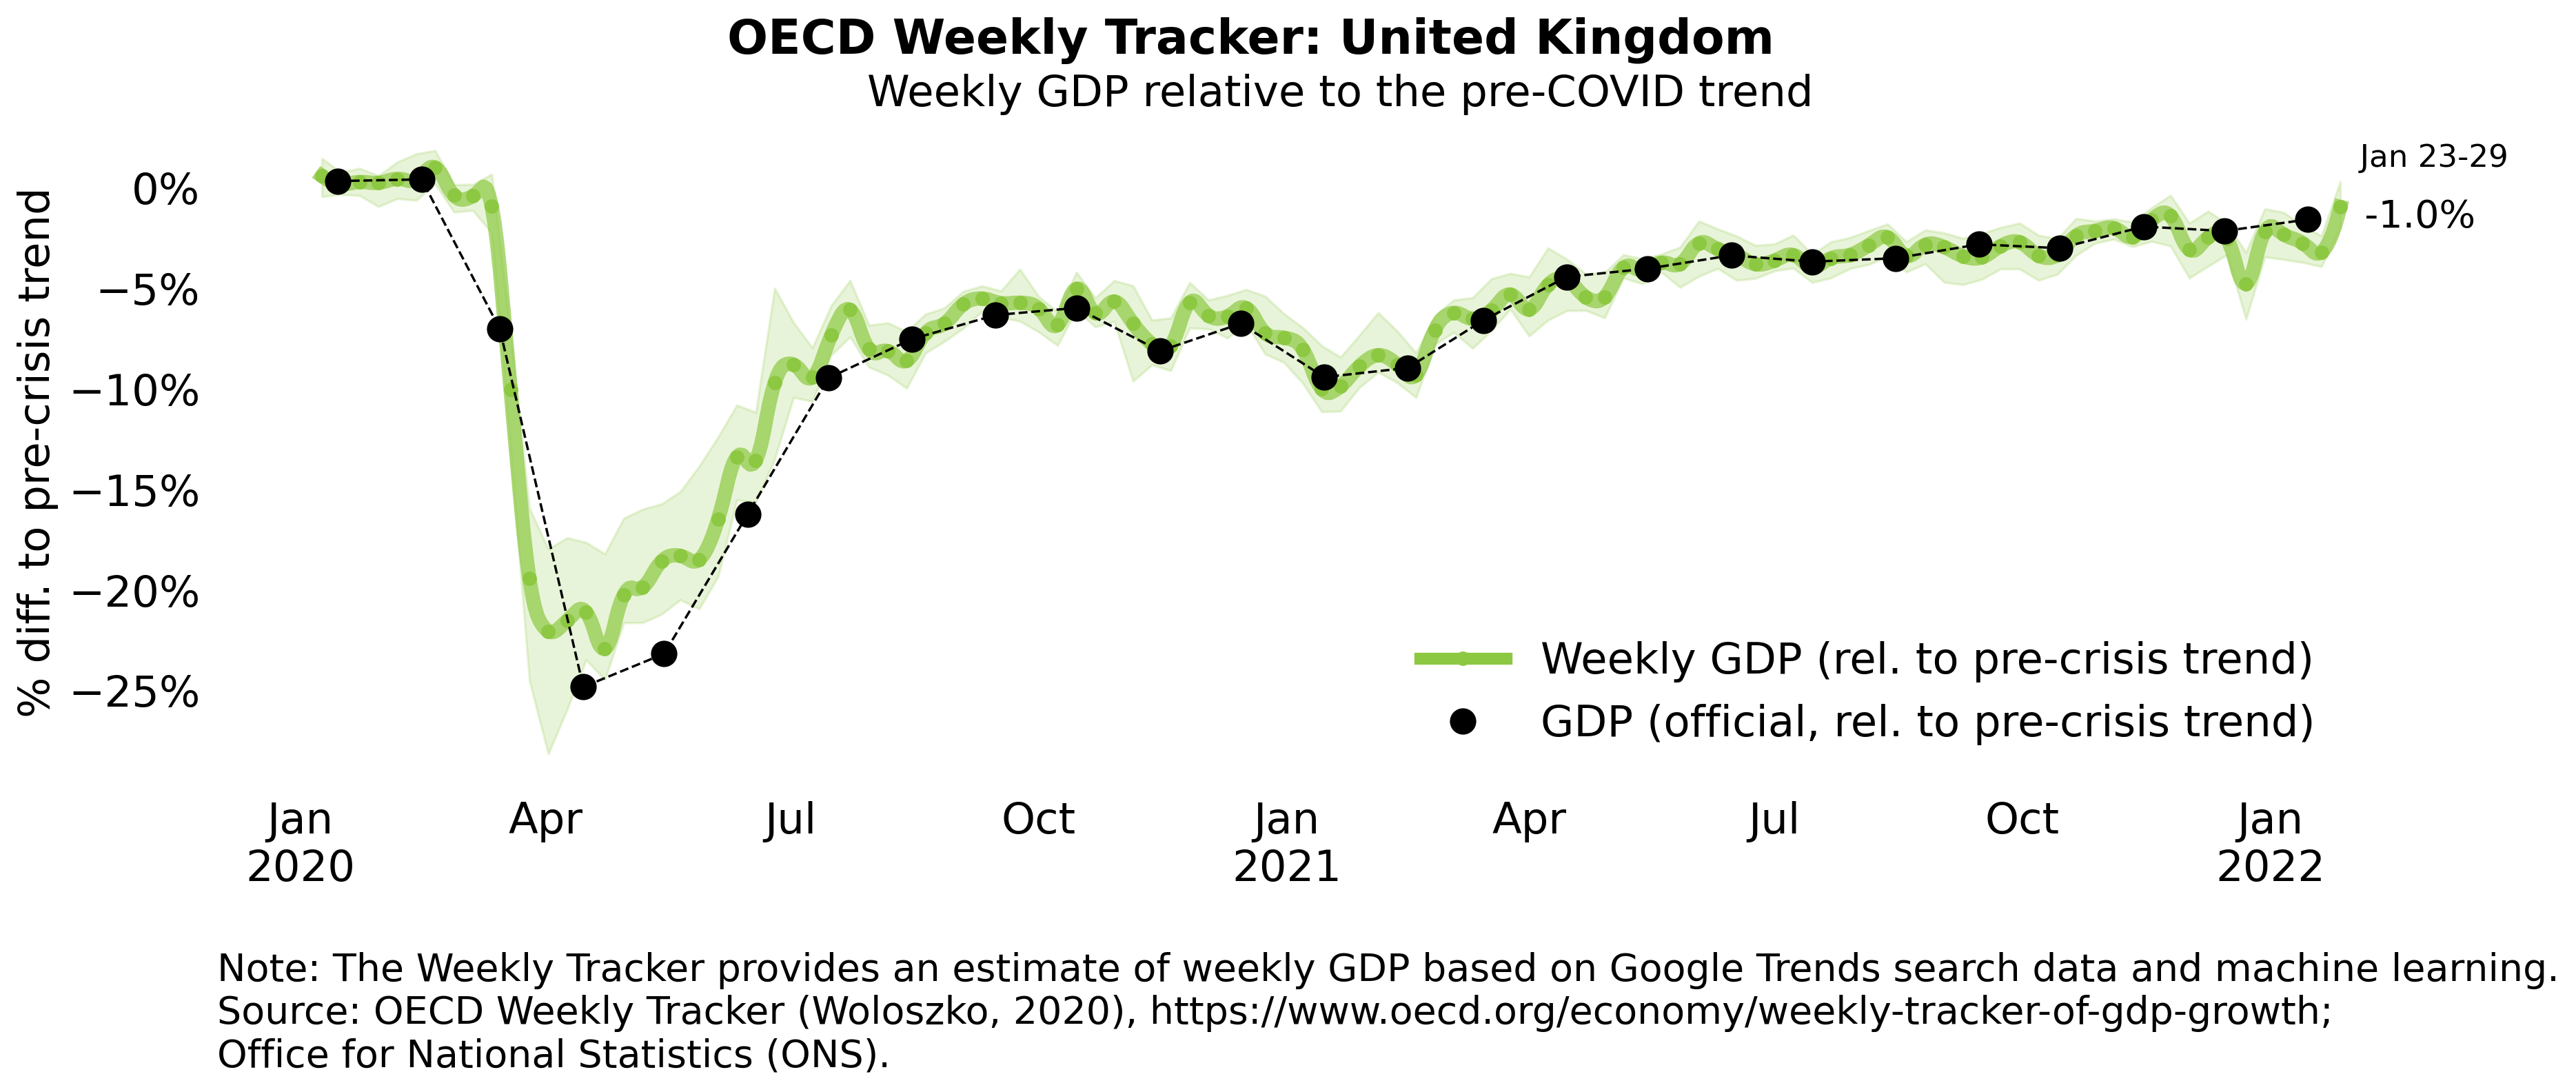 OECD Weekly Tracker: United Kingdom
Weekly GDP relative to the pre-COVID trend
% diff. to pre-crisis trend
0%
−5%
−10%
−15%
−20%
−25%
Jan 23-29
-1.0%
Weekly GDP (rel. to pre-crisis trend)
GDP (official, rel. to pre-crisis trend)
Jan Apr Jul Oct Jan Apr Jul Oct Jan
2020 2021 2022
Note: The Weekly Tracker provides an estimate of weekly GDP based on Google Trends search data and machine learning.
Source: OECD Weekly Tracker (Woloszko, 2020), https://www.oecd.org/economy/weekly-tracker-of-gdp-growth;
Office for National Statistics (ONS).